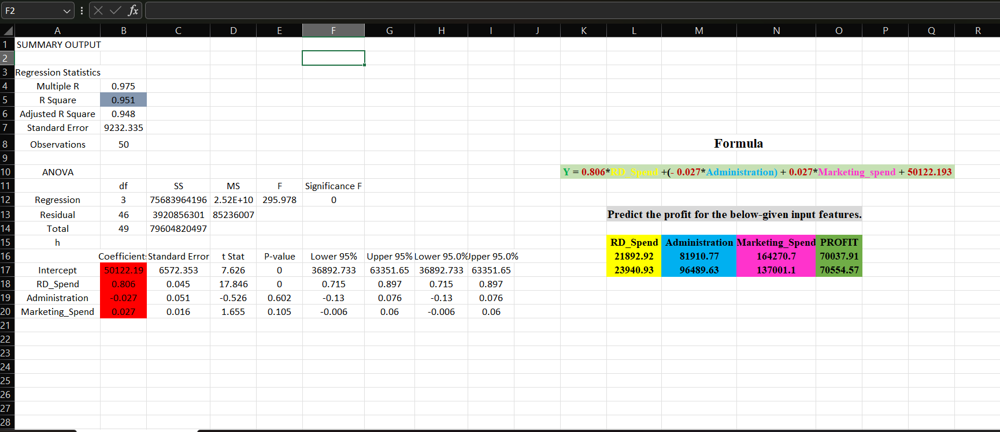 F2 fx
A B C D E F G H I J K L M N O P Q R
1 SUMMARY OUTPUT
2
3 Regression Statistics
4 Multiple R 0.975
5 R Square 0.951
6 Adjusted R Square 0.948
7 Standard Error 9232.335
8 Observations 50 Formula
9
10 ANOVA Y = 0.806*RD_Spend +(- 0.027*Administration) + 0.027*Marketing_spend + 50122.193
11 df SS MS F Significance F
12 Regression 3 75683964196 2.52E+10 295.978 0
13 Residual 46 3920856301 85236007 Predict the profit for the below-given input features.
14 Total 49 79604820497
15 h RD_Spend Administration Marketing_Spend PROFIT
16 Coefficient Standard Error t Stat P-value Lower 95% Upper 95% Lower 95.0% Upper 95.0% 21892.92 81910.77 164270.7 70037.91
17 Intercept 50122.19 6572.353 7.626 0 36892.733 63351.65 36892.733 63351.65 23940.93 96489.63 137001.1 70554.57
18 RD_Spend 0.806 0.045 17.846 0 0.715 0.897 0.715 0.897
19 Administration -0.027 0.051 -0.526 0.602 -0.13 0.076 -0.13 0.076
20 Marketing_Spend 0.027 0.016 1.655 0.105 -0.006 0.06 -0.006 0.06
21
22
23
24
25
26
27
28